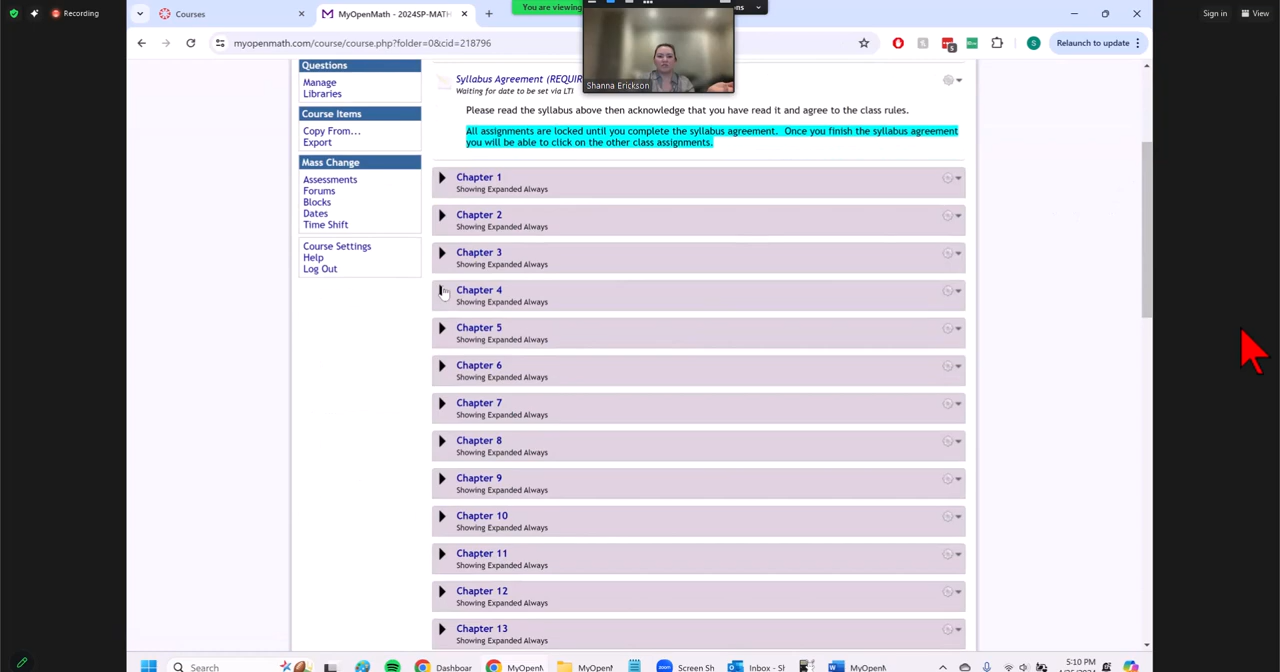 Recording
Courses
MyOpenMath - 2024SP-MATH-
You are viewing
Sign in
View
myopenmath.com/course/course.php?folder=0&cid=218796
Relaunch to update
Shanna Erickson
Questions
Manage
Libraries
Course Items
Copy From...
Export
Mass Change
Assessments
Forums
Blocks
Dates
Time Shift
Course Settings
Help
Log Out
Syllabus Agreement (REQUIR
Waiting for date to be set via LTI
Please read the syllabus above then acknowledge that you have read it and agree to the class rules.
All assignments are locked until you complete the syllabus agreement. Once you finish the syllabus agreement
you will be able to click on the other class assignments.
Chapter 1
Showing Expanded Always
Chapter 2
Showing Expanded Always
Chapter 3
Showing Expanded Always
Chapter 4
Showing Expanded Always
Chapter 5
Showing Expanded Always
Chapter 6
Showing Expanded Always
Chapter 7
Showing Expanded Always
Chapter 8
Showing Expanded Always
Chapter 9
Showing Expanded Always
Chapter 10
Showing Expanded Always
Chapter 11
Showing Expanded Always
Chapter 12
Showing Expanded Always
Chapter 13
Showing Expanded Always
Search
Dashboar
MyOpenM
MyOpenM
Screen Sh
Inbox - S
MyOpenM
5:10 PM